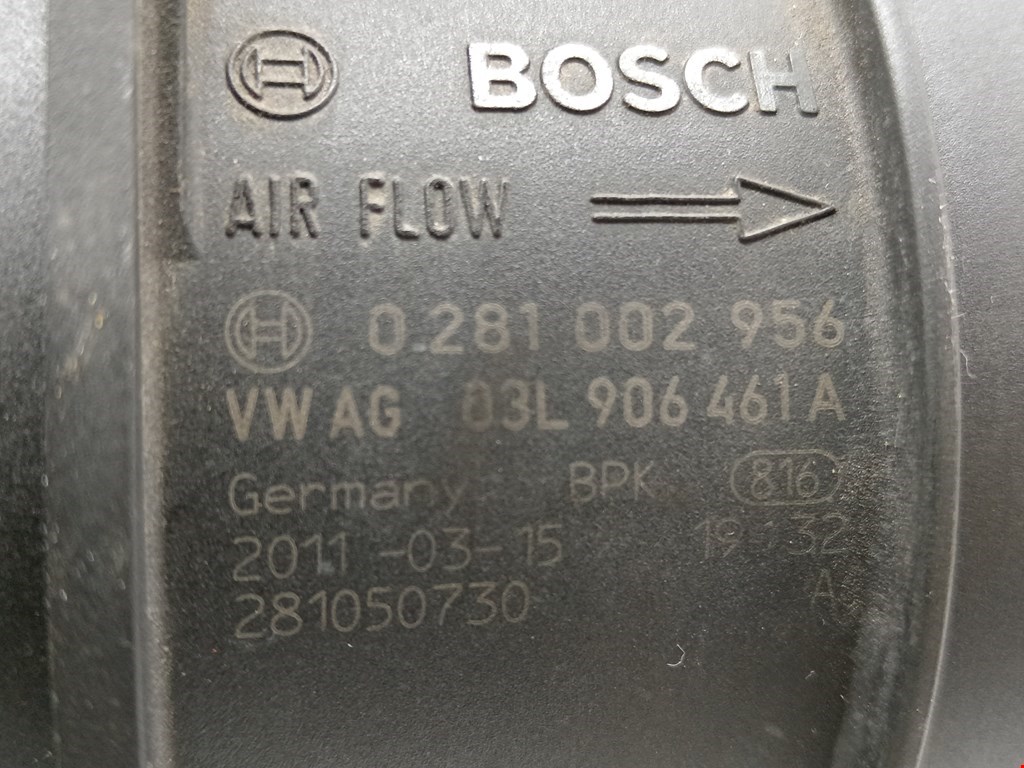 BOSCH
AIR FLOW
0 281 002 956
VW AG 03L 906 461 A
Germany BPK 816
2011-03-15 19:32
281050730 A